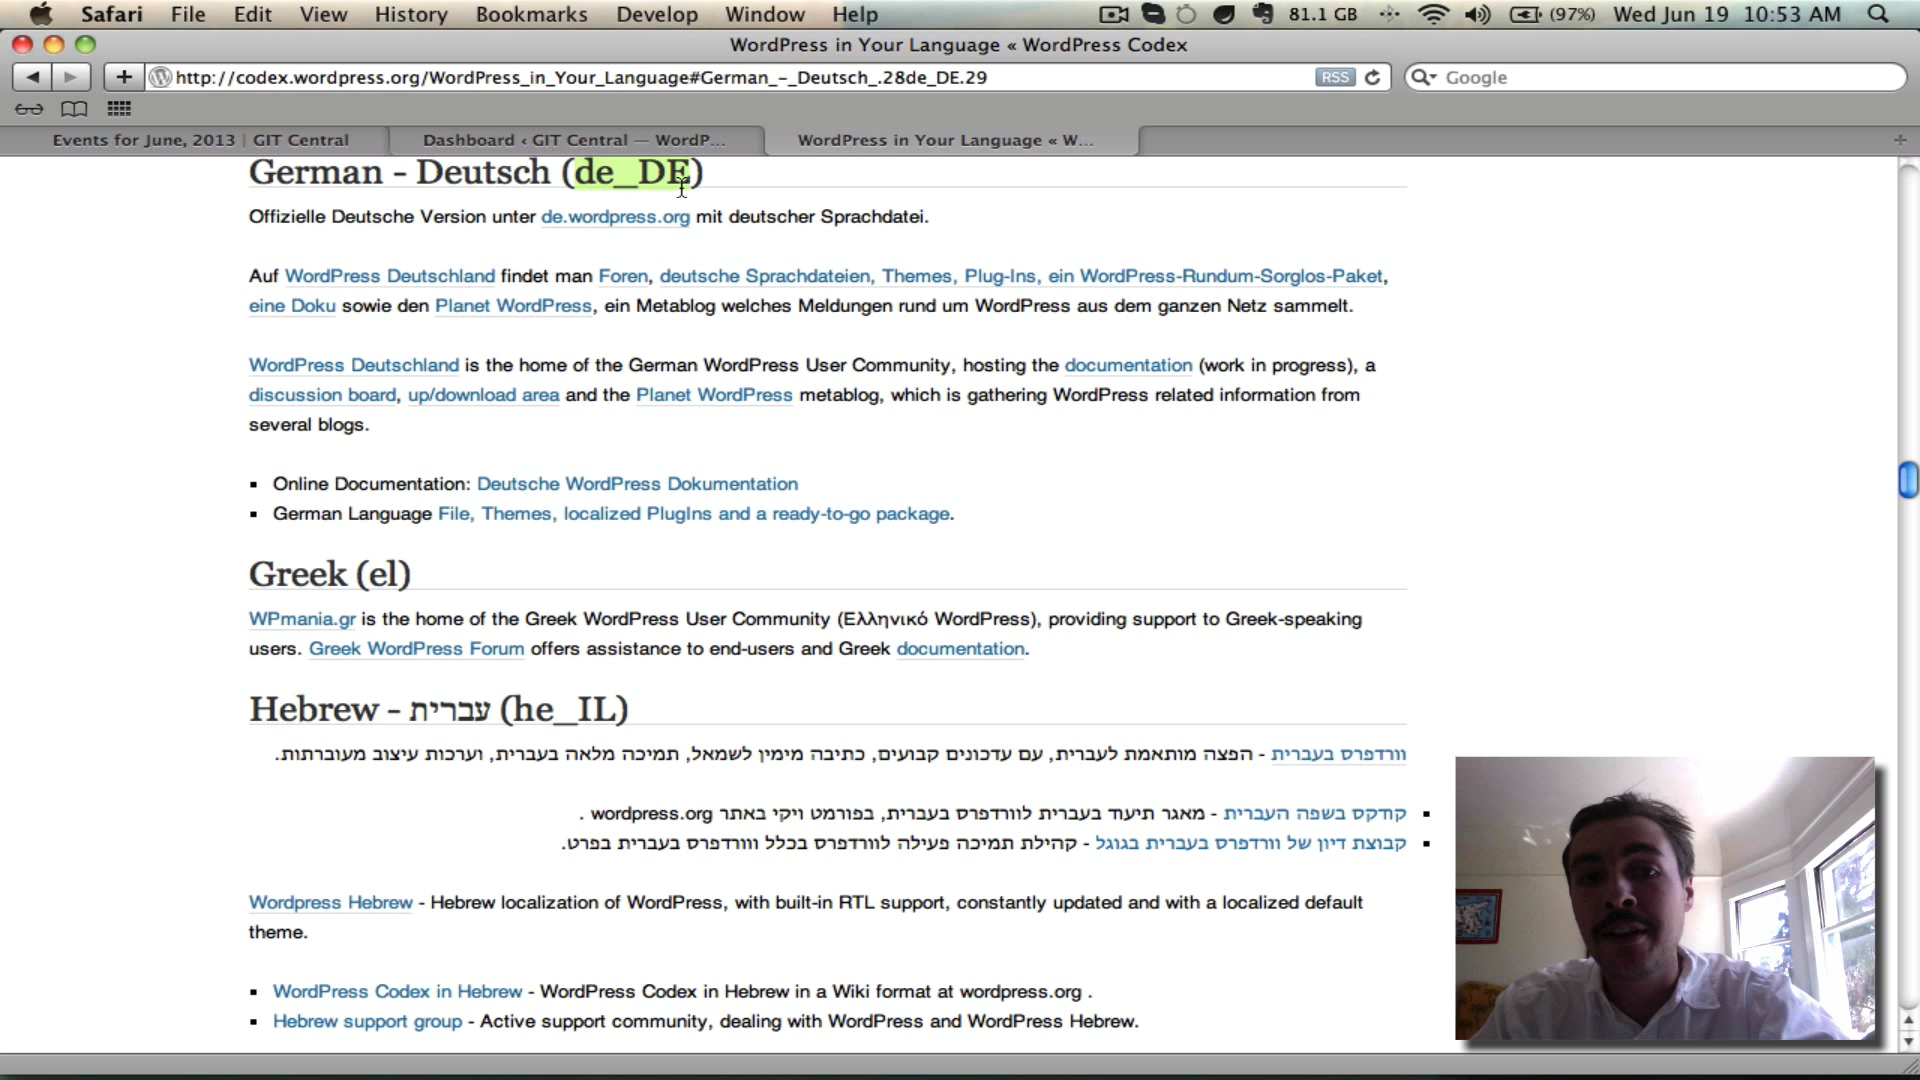 Safari File Edit View History Bookmarks Develop Window Help 81.1 GB (97%) Wed Jun 19 10:53 AM
WordPress in Your Language « WordPress Codex
http://codex.wordpress.org/WordPress_in_Your_Language#German_-_Deutsch_.28de_DE.29 RSS Google
Events for June, 2013 | GIT Central Dashboard ‹ GIT Central — WordP... WordPress in Your Language « W...
German - Deutsch (de_DE)
Offizielle Deutsche Version unter de.wordpress.org mit deutscher Sprachdatei.
Auf WordPress Deutschland findet man Foren, deutsche Sprachdateien, Themes, Plug-Ins, ein WordPress-Rundum-Sorglos-Paket,
eine Doku sowie den Planet WordPress, ein Metablog welches Meldungen rund um WordPress aus dem ganzen Netz sammelt.
WordPress Deutschland is the home of the German WordPress User Community, hosting the documentation (work in progress), a
discussion board, up/download area and the Planet WordPress metablog, which is gathering WordPress related information from
several blogs.
Online Documentation: Deutsche WordPress Dokumentation
German Language File, Themes, localized PlugIns and a ready-to-go package.
Greek (el)
WPmania.gr is the home of the Greek WordPress User Community (Ελληνικό WordPress), providing support to Greek-speaking
users. Greek WordPress Forum offers assistance to end-users and Greek documentation.
Hebrew - עברית (he_IL)
וורדפרס בעברית - הפצה מותאמת לעברית, עם עדכונים קבועים, כתיבה מימין לשמאל, תמיכה מלאה בעברית, וערכות עיצוב מעוברתות.
קודקס בשפה העברית - מאגר תיעוד בעברית לוורדפרס בעברית, בפורמט ויקי באתר wordpress.org .
קבוצת דיון של וורדפרס בעברית בגוגל - קהילת תמיכה פעילה לוורדפרס בכלל וווורדפרס בעברית בפרט.
Wordpress Hebrew - Hebrew localization of WordPress, with built-in RTL support, constantly updated and with a localized default
theme.
WordPress Codex in Hebrew - WordPress Codex in Hebrew in a Wiki format at wordpress.org .
Hebrew support group - Active support community, dealing with WordPress and WordPress Hebrew.